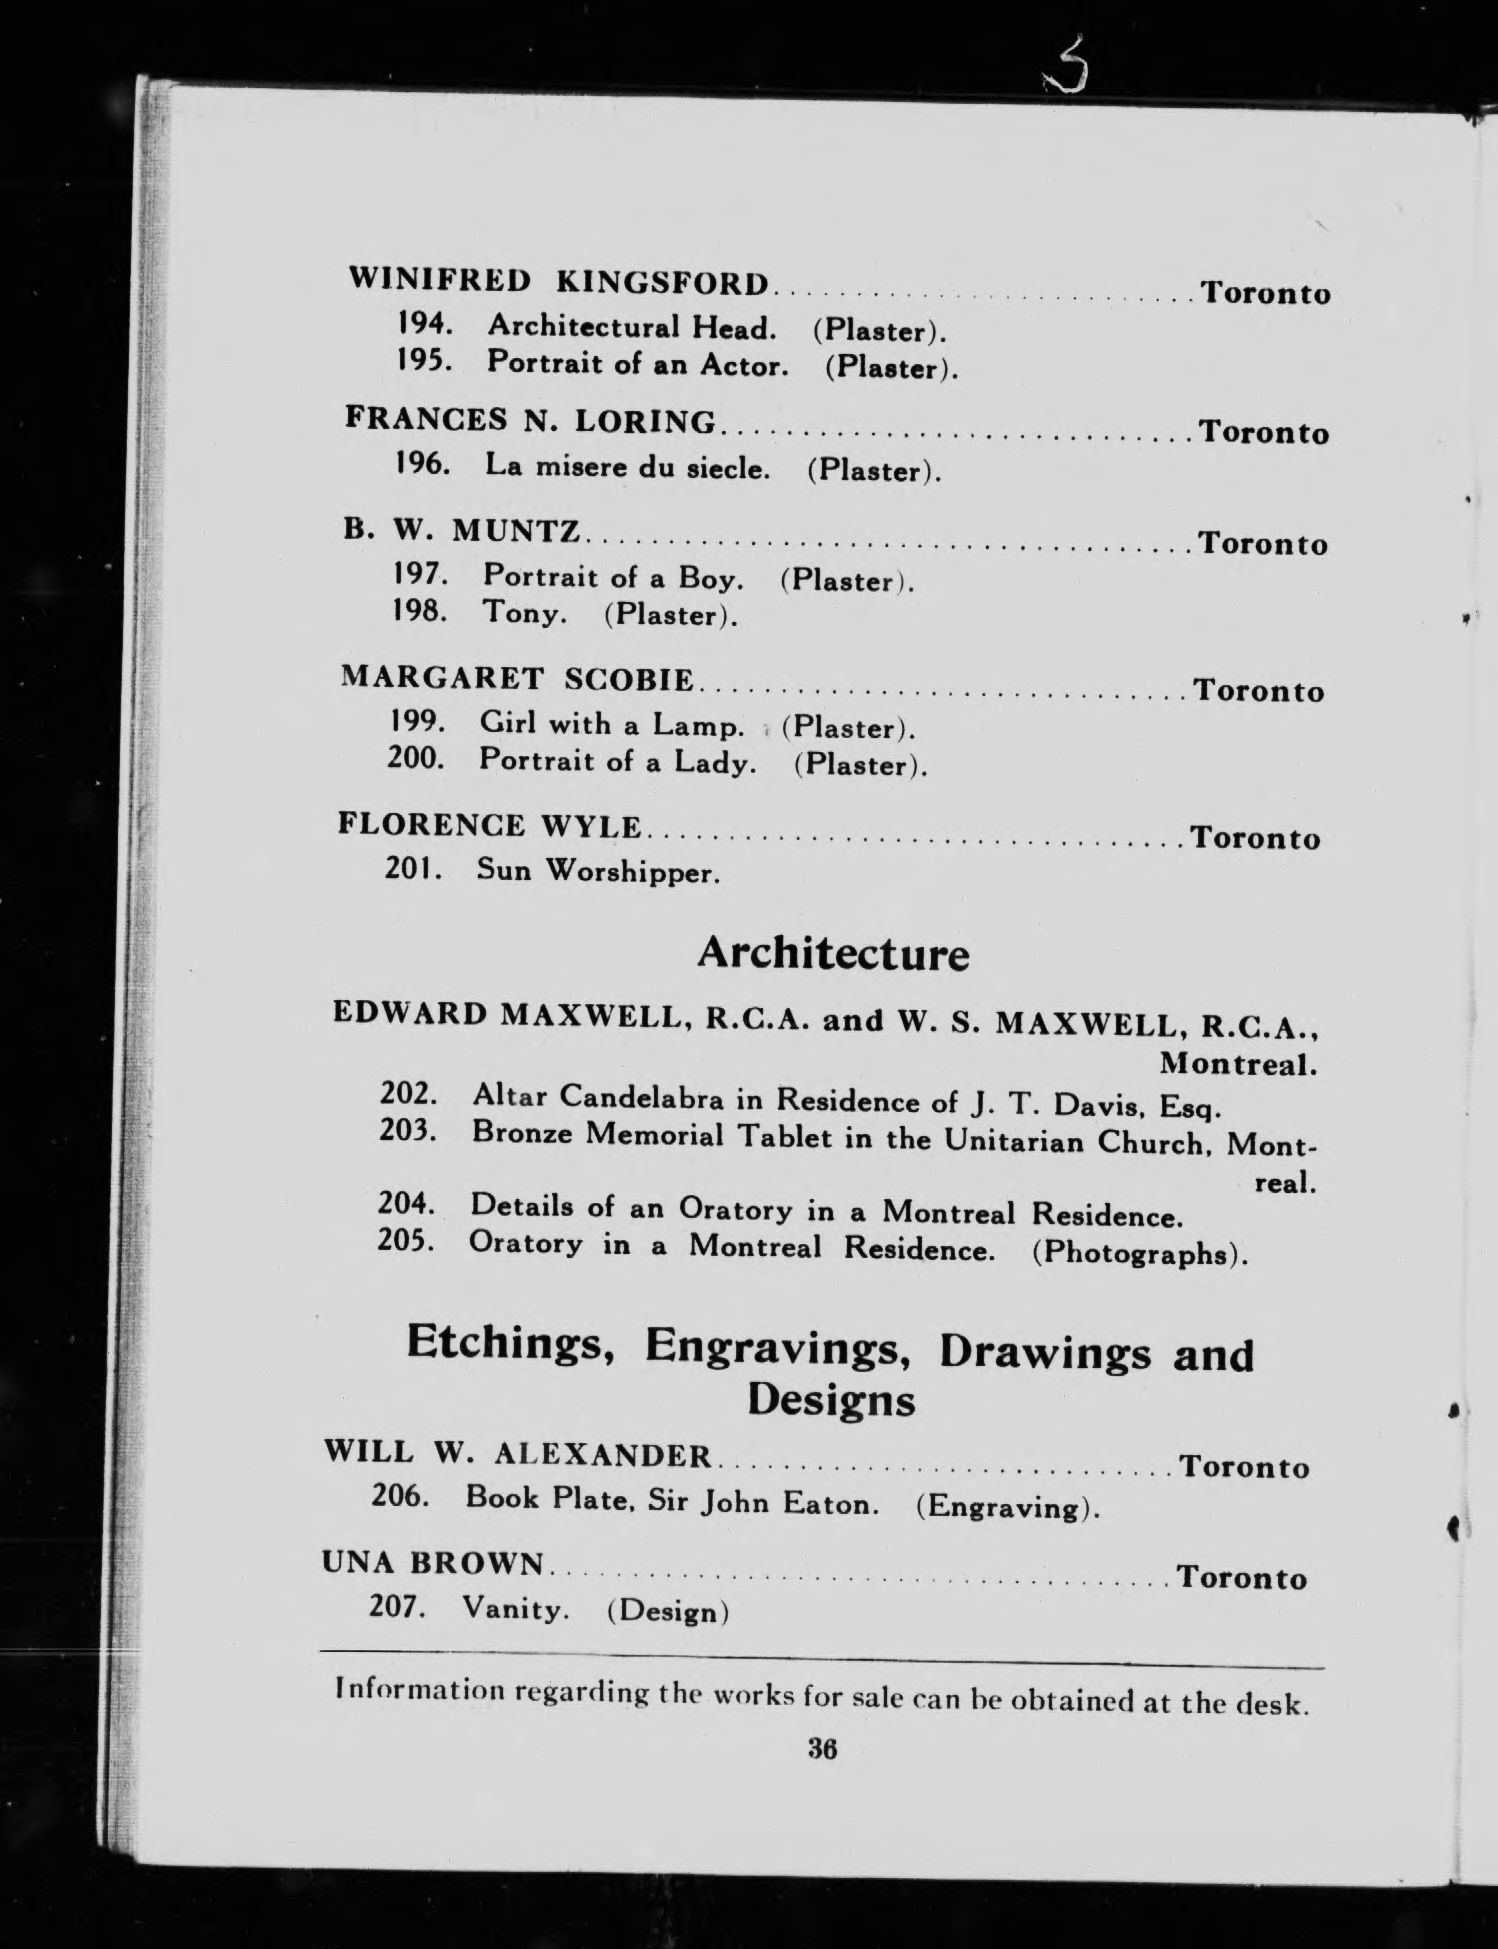 5
WINIFRED KINGSFORD..........................Toronto
194. Architectural Head. (Plaster).
195. Portrait of an Actor. (Plaster).
FRANCES N. LORING.............................Toronto
196. La misere du siecle. (Plaster).
B. W. MUNTZ.....................................Toronto
197. Portrait of a Boy. (Plaster).
198. Tony. (Plaster).
MARGARET SCOBIE..............................Toronto
199. Girl with a Lamp. (Plaster).
200. Portrait of a Lady. (Plaster).
FLORENCE WYLE.................................Toronto
201. Sun Worshipper.
Architecture
EDWARD MAXWELL, R.C.A. and W. S. MAXWELL, R.C.A.,
Montreal.
202. Altar Candelabra in Residence of J. T. Davis, Esq.
203. Bronze Memorial Tablet in the Unitarian Church, Mont-
real.
204. Details of an Oratory in a Montreal Residence.
205. Oratory in a Montreal Residence. (Photographs).
Etchings, Engravings, Drawings and
Designs
WILL W. ALEXANDER............................Toronto
206. Book Plate, Sir John Eaton. (Engraving).
UNA BROWN......................................Toronto
207. Vanity. (Design)
Information regarding the works for sale can be obtained at the desk.
36